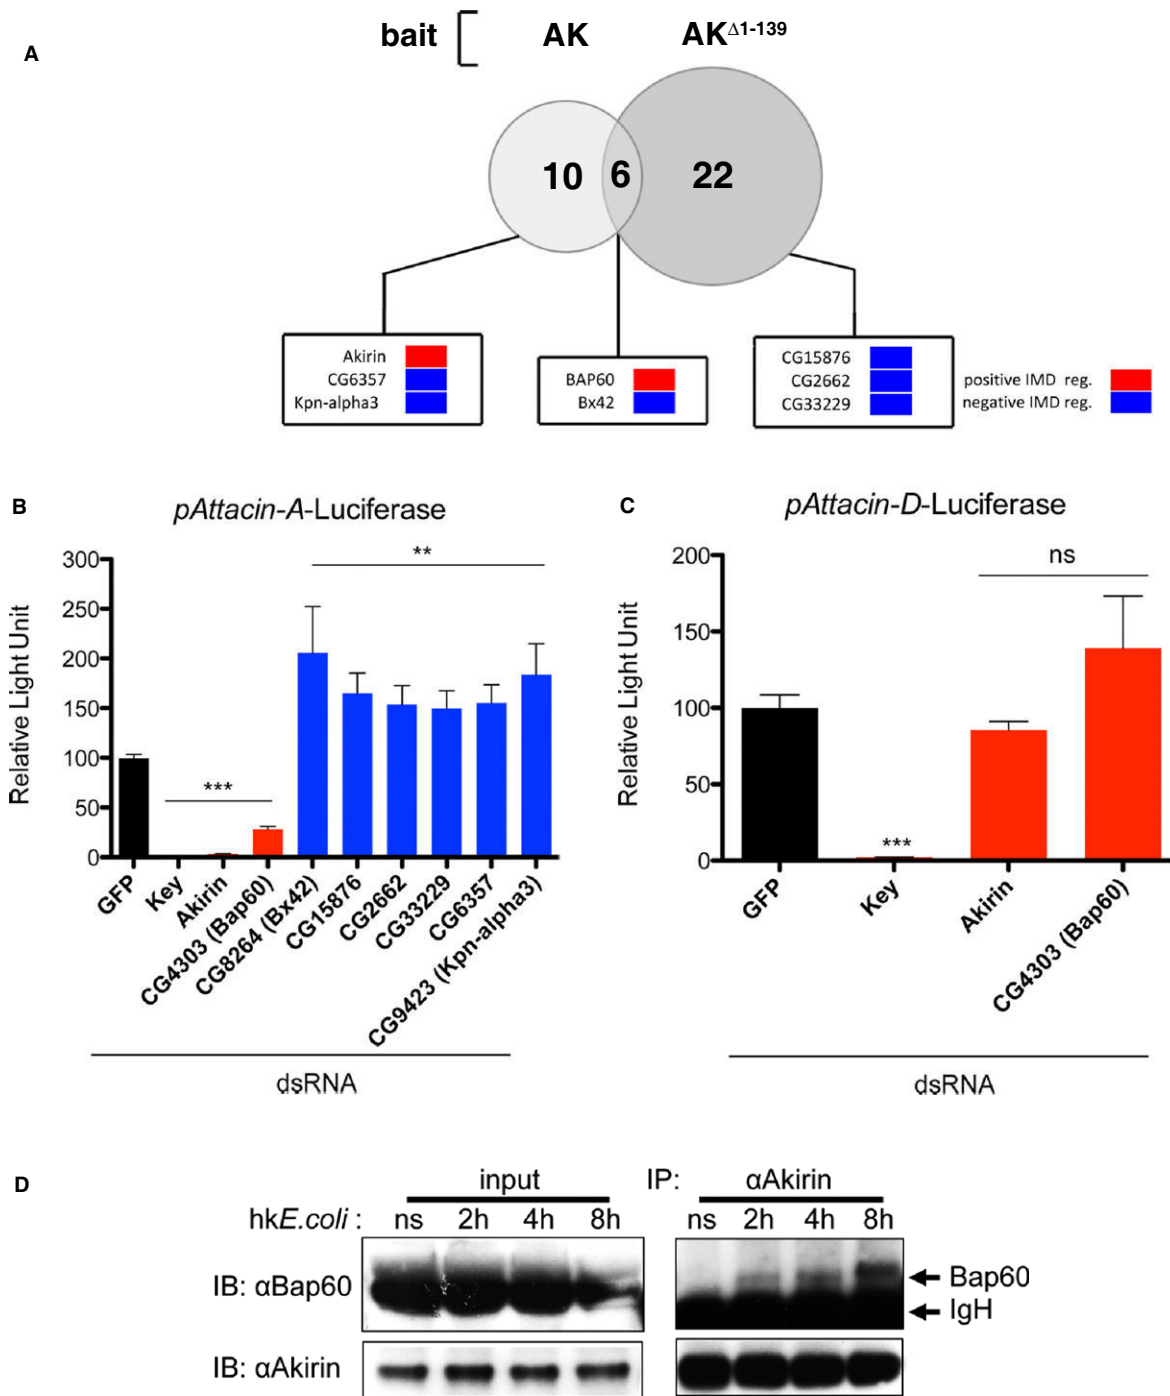 A
bait [ AK AKΔ1-139
10 6 22
Akirin
CG6357
Kpn-alpha3
BAP60
Bx42
CG15876
CG2662
CG33229
positive IMD reg.
negative IMD reg.
B
pAttacin-A-Luciferase
Relative Light Unit
300
250
200
150
100
50
0
***
**
GFP
Key
Akirin
CG4303 (Bap60)
CG8264 (Bx42)
CG15876
CG2662
CG33229
CG6357
CG9423 (Kpn-alpha3)
dsRNA
C
pAttacin-D-Luciferase
Relative Light Unit
200
150
100
50
0
***
ns
GFP
Key
Akirin
CG4303 (Bap60)
dsRNA
D
input IP: αAkirin
hkE.coli : ns 2h 4h 8h ns 2h 4h 8h
IB: αBap60
Bap60
IgH
IB: αAkirin